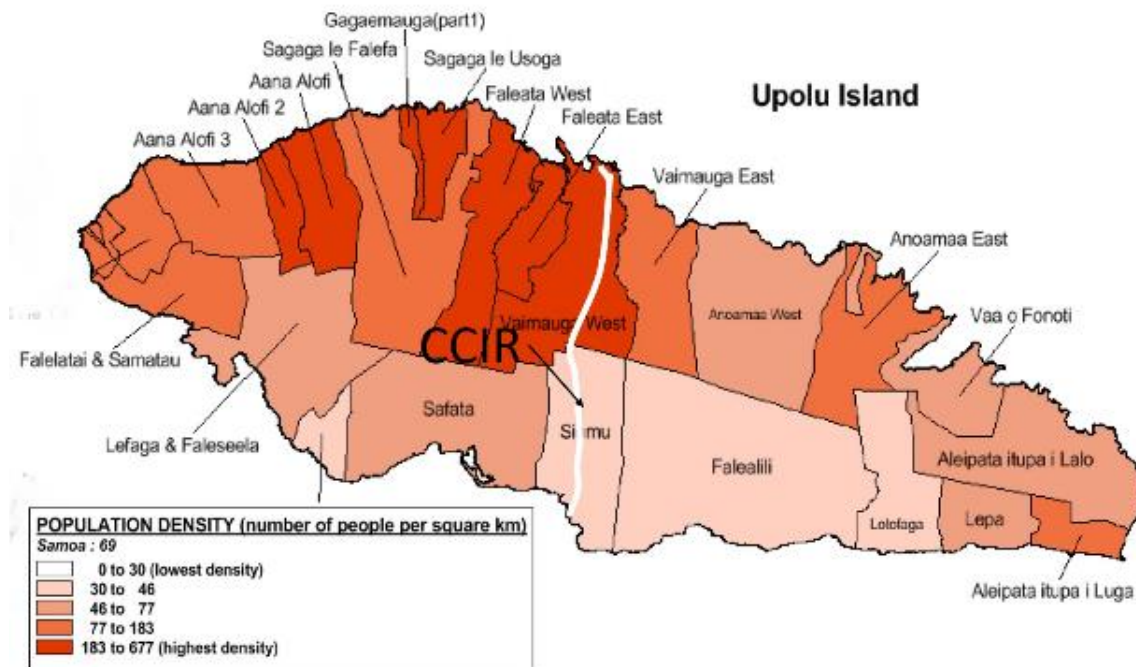 Gagaemauga(part1)
Sagaga le Falefa
Sagaga le Usoga
Aana Alofi 1
Faleata West
Aana Alofi 2
Faleata East
Upolu Island
Aana Alofi 3
Vaimauga East
Anoamaa East
Vaa o Fonoti
Anoamaa West
Vaimauga West
CCIR
Falelatai & Samatau
Lefaga & Faleseela
Safata
Siumu
Falealili
Aleipata itupa i Lalo
Lotofaga
Lepa
Aleipata itupa i Luga
POPULATION DENSITY (number of people per square km)
Samoa : 69
0 to 30 (lowest density)
30 to 46
46 to 77
77 to 183
183 to 677 (highest density)